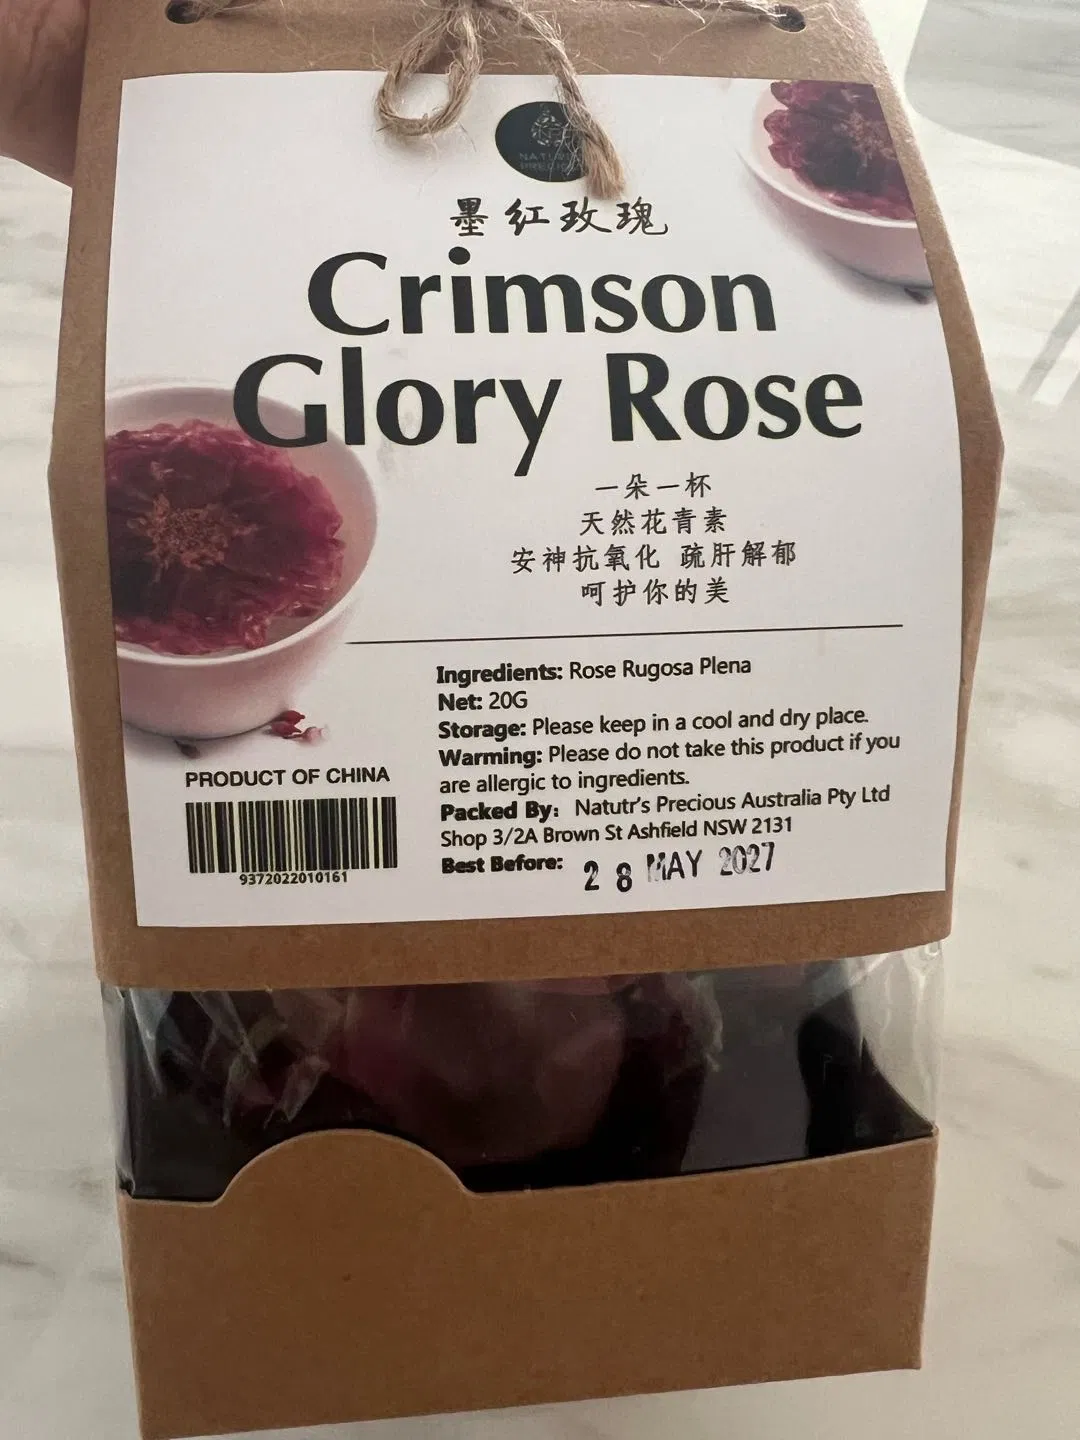 墨红玫瑰
Crimson
Glory Rose
一朵一杯
天然花青素
安神抗氧化 疏肝解郁
呵护你的美
Ingredients: Rose Rugosa Plena
Net: 20G
Storage: Please keep in a cool and dry place.
Warming: Please do not take this product if you
are allergic to ingredients.
Packed By: Natutr's Precious Australia Pty Ltd
Shop 3/2A Brown St Ashfield NSW 2131
Best Before: 28 MAY 2027
PRODUCT OF CHINA
9372022010161